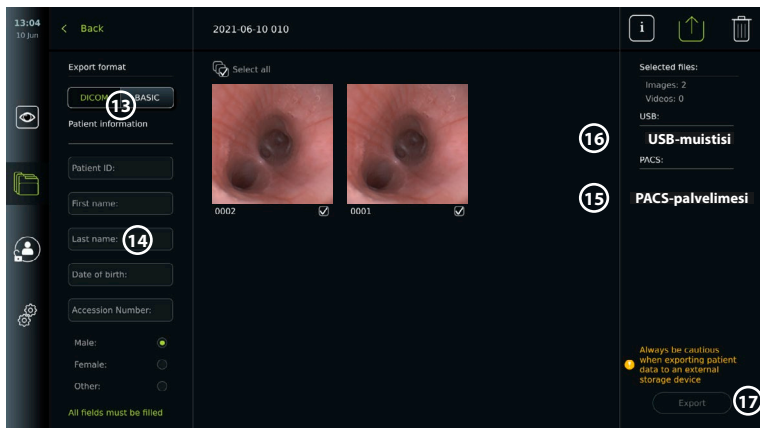 13:04
10 Jun
Back
2021-06-10 010
i
Export format
DICOM
BASIC
13
Patient information
Patient ID:
First name:
Last name:
14
Date of birth:
Accession Number:
Male:
Female:
Other:
All fields must be filled
Select all
0002
0001
Selected files:
Images: 2
Videos: 0
USB:
16
USB-muistisi
PACS:
15
PACS-palvelimesi
Always be cautious
when exporting patient
data to an external
storage device
Export
17